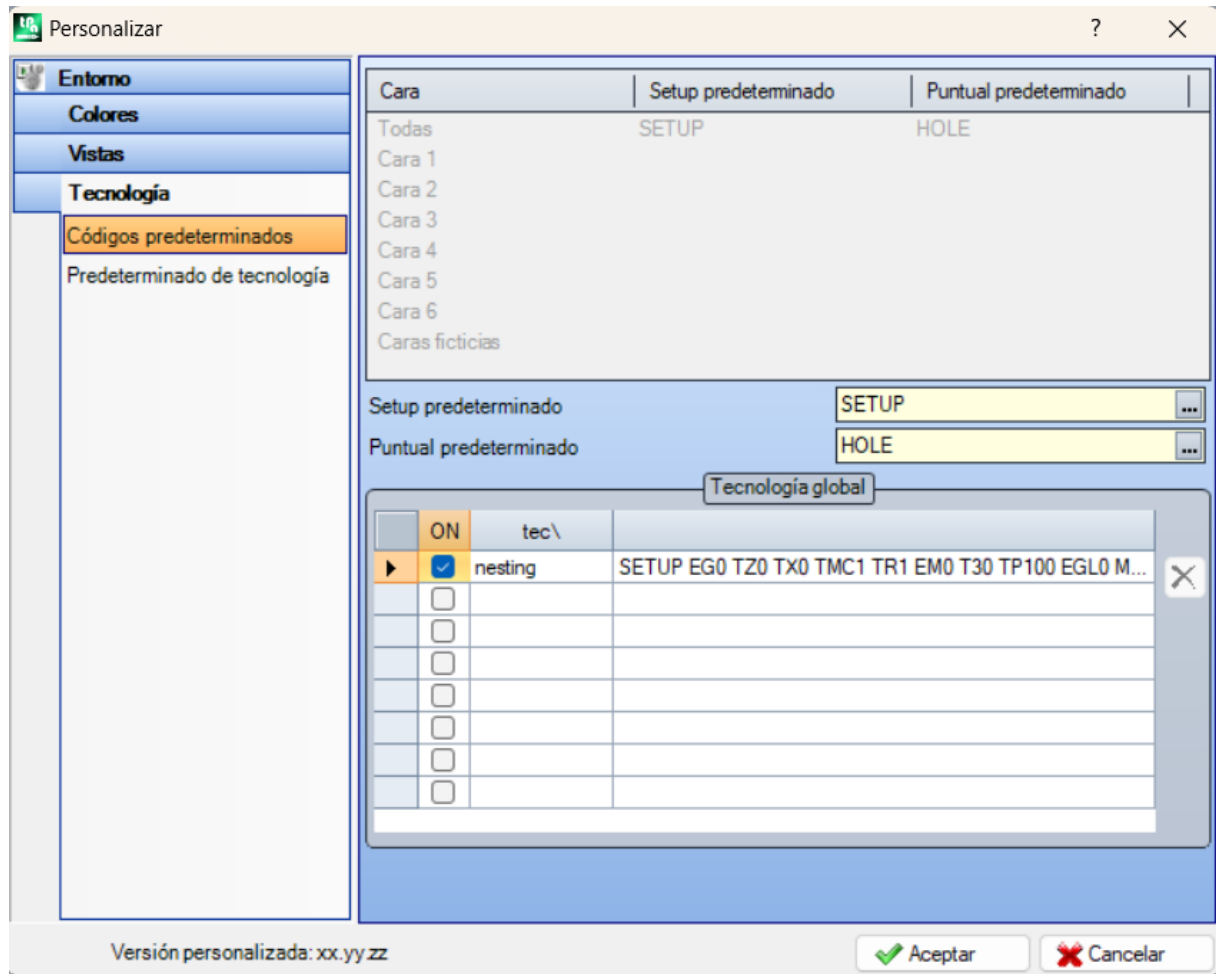 tpa Personalizar ? 
Entorno
Colores
Vistas
Tecnología
Códigos predeterminados
Predeterminado de tecnología
Cara Setup predeterminado Puntual predeterminado
Todas SETUP HOLE
Cara 1
Cara 2
Cara 3
Cara 4
Cara 5
Cara 6
Caras ficticias
Setup predeterminado SETUP ...
Puntual predeterminado HOLE ...
Tecnología global
ON tec\
nesting SETUP EG0 TZ0 TX0 TMC1 TR1 EM0 T30 TP100 EGL0 M...
Versión personalizada: xx.yy.zz
Aceptar Cancelar